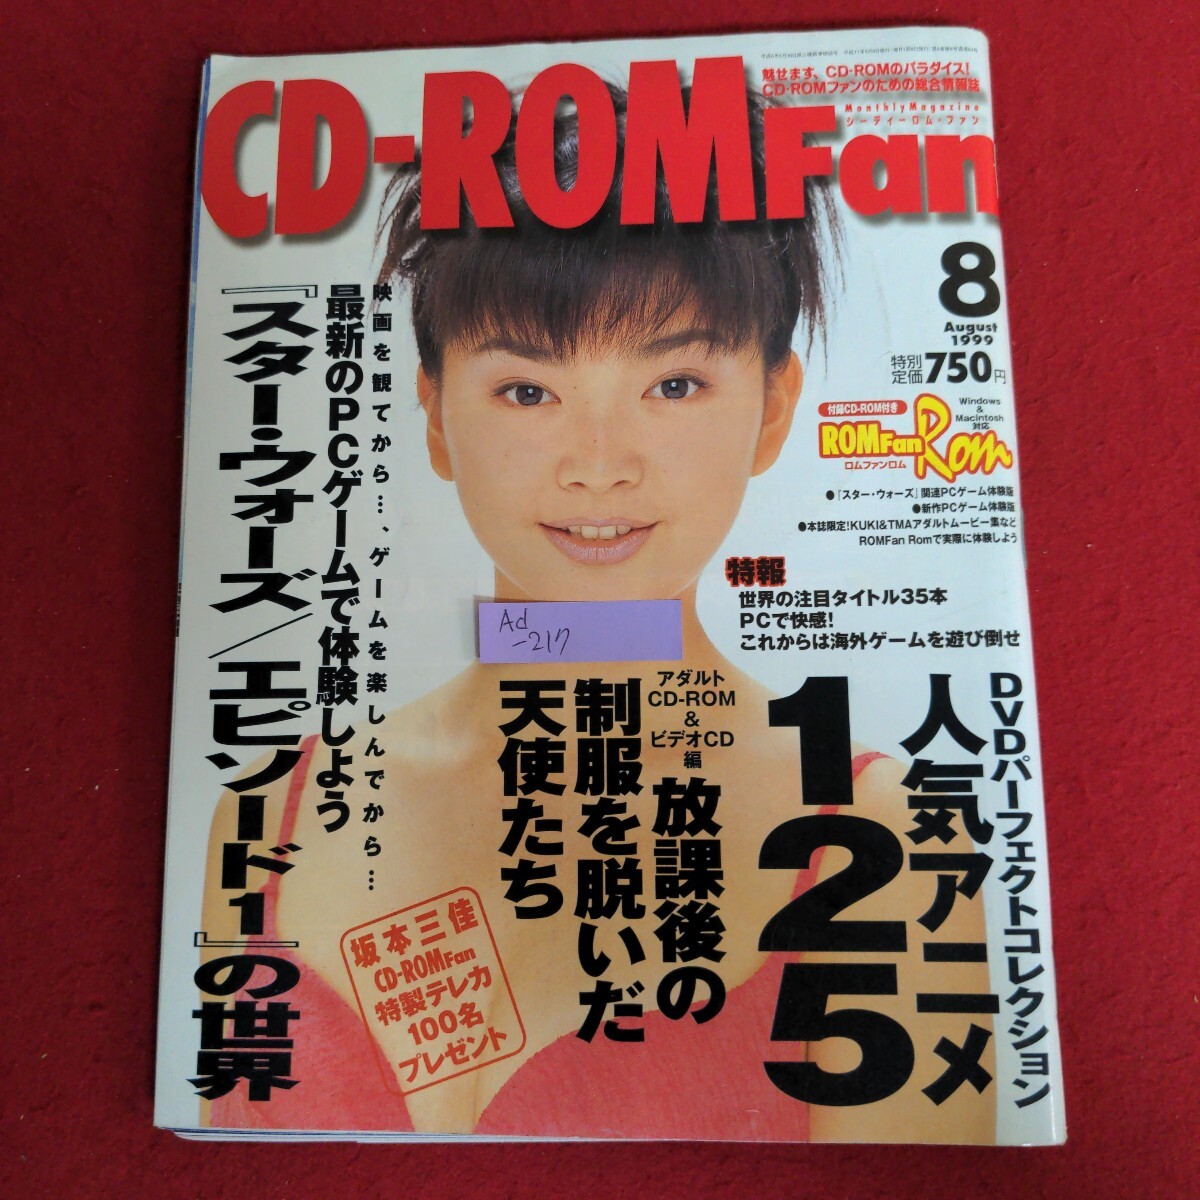 魅せます、CD-ROMのパラダイス!
CD-ROMファンのための総合情報誌
CD-ROMFan
MonthlyMagazine
シーディーロム・ファン
8
August
1999
特別
定価750円
付録CD-ROM付き
Windows
&
Macintosh
対応
ROMFan Rom
ロムファンロム
●『スター・ウォーズ』関連PCゲーム体験版
●新作PCゲーム体験版
●本誌限定!KUKI&TMAアダルトムービー集など
ROMFan Romで実際に体験しよう
特報
世界の注目タイトル35本
PCで快感!
これからは海外ゲームを遊び倒せ
DVDパーフェクトコレクション
人気アニメ
125
アダルト
CD-ROM
&
ビデオCD
編
放課後の
制服を脱いだ
天使たち
映画を観てから…、ゲームを楽しんでから…
最新のPCゲームで体験しよう
『スター・ウォーズ/エピソード1』の世界
坂本三佳
CD-ROMFan
特製テレカ
100名
プレゼント
Ad
-217